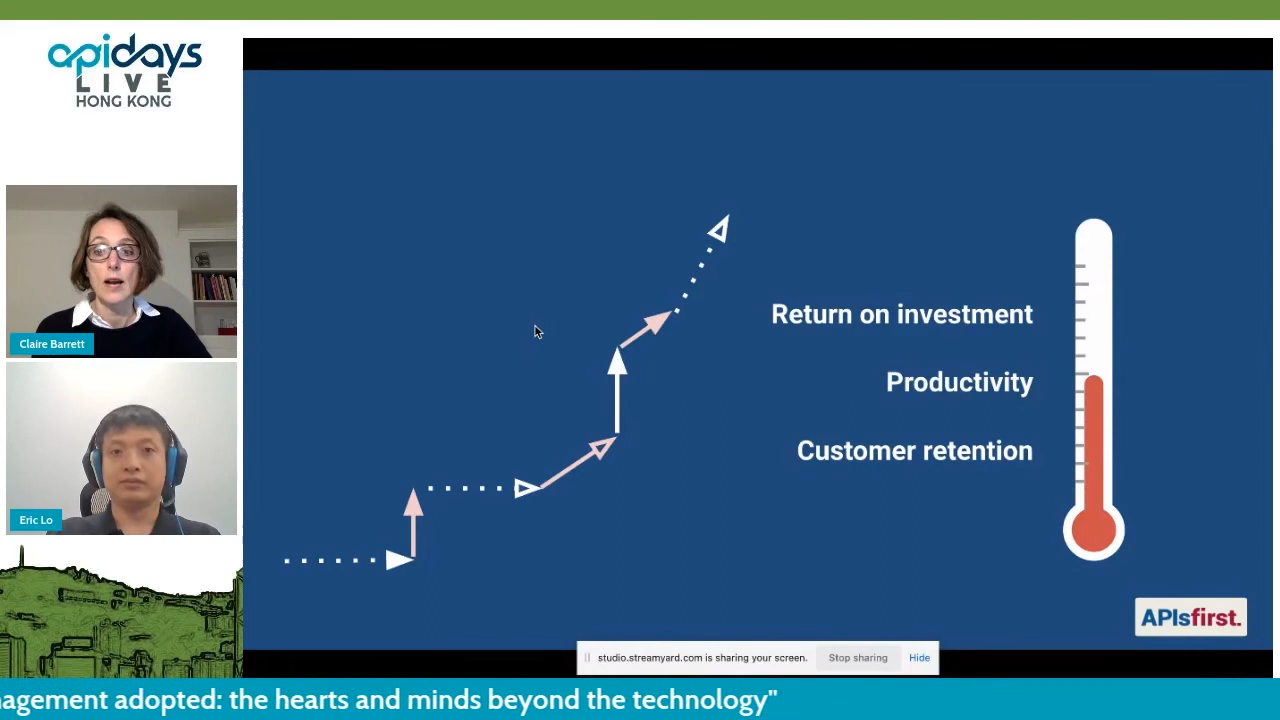 apidays
LIVE
HONG KONG
Claire Barrett
Eric Lo
Return on investment
Productivity
Customer retention
APIsfirst.
studio.streamyard.com is sharing your screen.
Stop sharing
Hide
adopted: the hearts and minds beyond the technology"